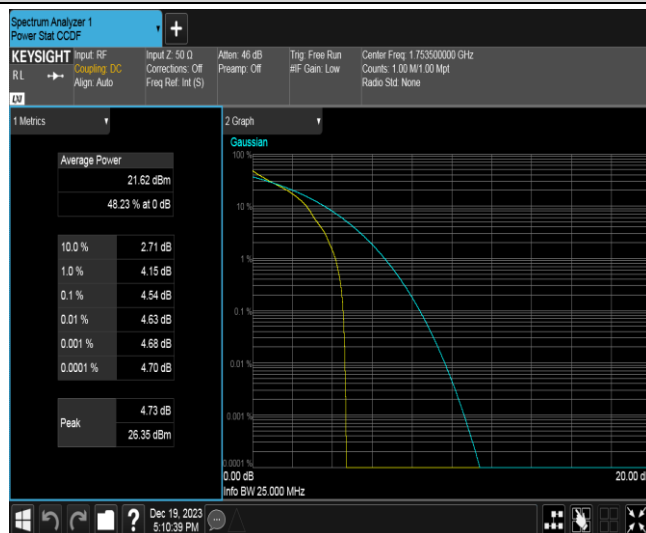 Spectrum Analyzer 1
Power Stat CCDF
KEYSIGHT Input: RF Input Z: 50 Ω Atten: 46 dB Trig: Free Run Center Freq: 1.753500000 GHz
RL Coupling: DC Corrections: Off Preamp: Off #IF Gain: Low Counts: 1.00 M/1.00 Mpt
Align: Auto Freq Ref: Int (S) Radio Std: None
LXI
1 Metrics
2 Graph
Average Power
21.62 dBm
48.23 % at 0 dB
10.0 % 2.71 dB
1.0 % 4.15 dB
0.1 % 4.54 dB
0.01 % 4.63 dB
0.001 % 4.68 dB
0.0001 % 4.70 dB
Peak 4.73 dB
26.35 dBm
Gaussian
100 %
10 %
1 %
0.1 %
0.01 %
0.001 %
0.0001 %
0.00 dB 20.00 d
Info BW 25.000 MHz
? Dec 19, 2023
5:10:39 PM